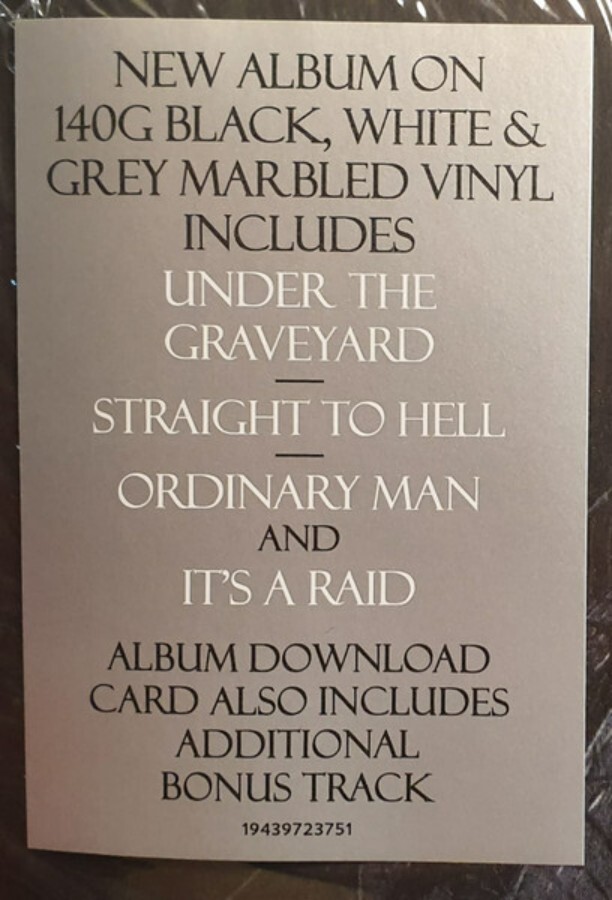 NEW ALBUM ON
140G BLACK, WHITE &
GREY MARBLED VINYL
INCLUDES
UNDER THE
GRAVEYARD
STRAIGHT TO HELL
ORDINARY MAN
AND
IT'S A RAID
ALBUM DOWNLOAD
CARD ALSO INCLUDES
ADDITIONAL
BONUS TRACK
19439723751